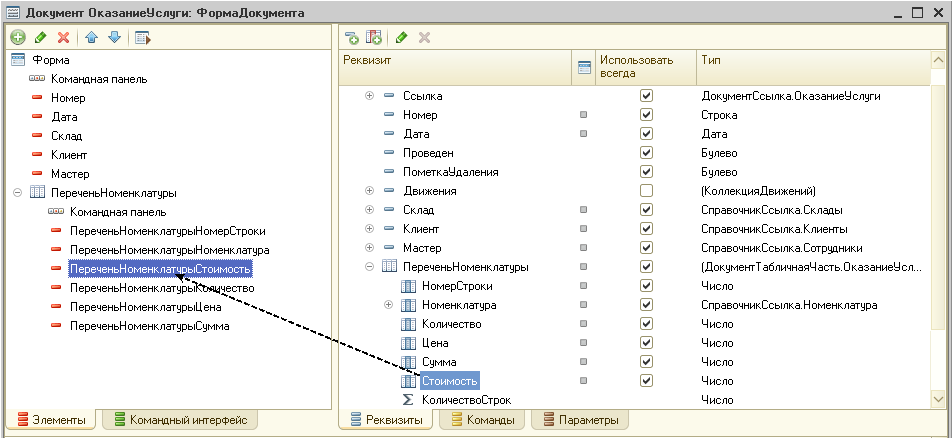 Документ ОказаниеУслуги: ФормаДокумента
Форма
Командная панель
Номер
Дата
Склад
Клиент
Мастер
ПереченьНоменклатуры
Командная панель
ПереченьНоменклатурыНомерСтроки
ПереченьНоменклатурыНоменклатура
ПереченьНоменклатурыСтоимость
ПереченьНоменклатурыКоличество
ПереченьНоменклатурыЦена
ПереченьНоменклатурыСумма
Элементы Командный интерфейс
Реквизит Использовать всегда Тип
Ссылка ДокументСсылка.ОказаниеУслуги
Номер Строка
Дата Дата
Проведен Булево
ПометкаУдаления Булево
Движения (КоллекцияДвижений)
Склад СправочникСсылка.Склады
Клиент СправочникСсылка.Клиенты
Мастер СправочникСсылка.Сотрудники
ПереченьНоменклатуры (ДокументТабличнаяЧасть.ОказаниеУсл...
НомерСтроки Число
Номенклатура СправочникСсылка.Номенклатура
Количество Число
Цена Число
Сумма Число
Стоимость Число
КоличествоСтрок Число
Реквизиты Команды Параметры